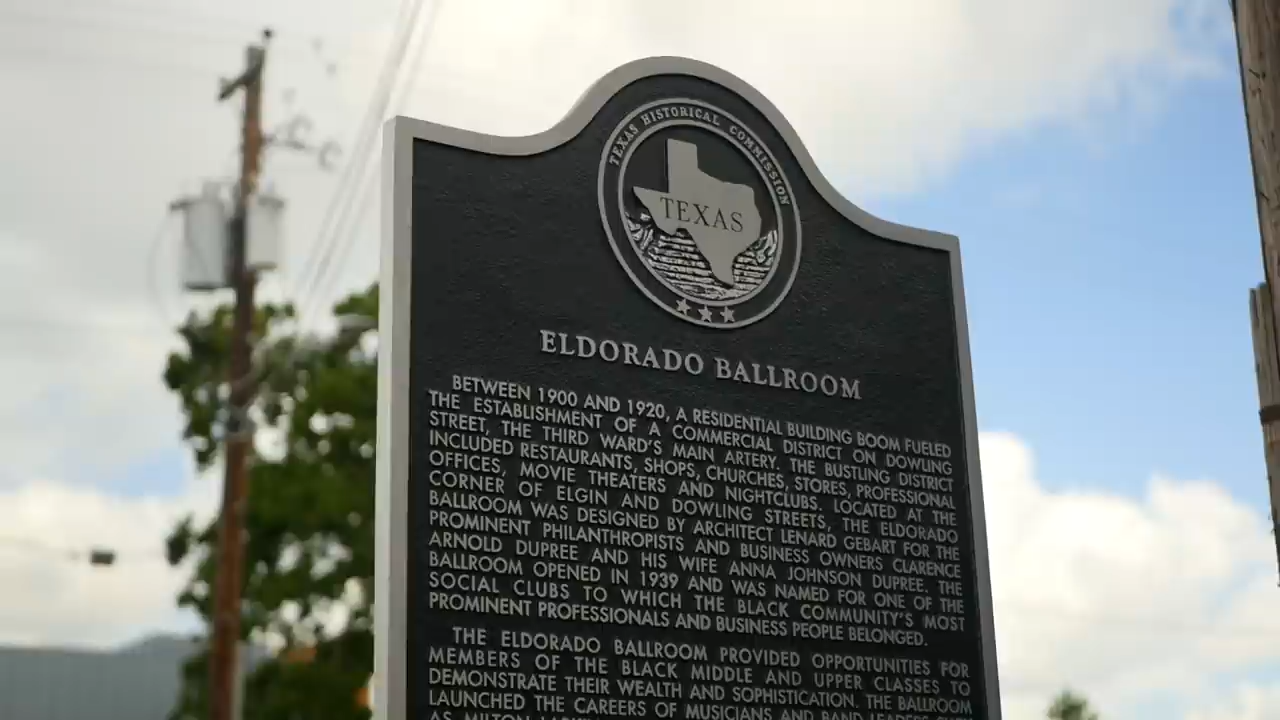 TEXAS HISTORICAL COMMISSION
TEXAS
ELDORADO BALLROOM
BETWEEN 1900 AND 1920, A RESIDENTIAL BUILDING BOOM FUELED
THE ESTABLISHMENT OF A COMMERCIAL DISTRICT ON DOWLING
STREET, THE THIRD WARD'S MAIN ARTERY. THE BUSTLING DISTRICT
INCLUDED RESTAURANTS, SHOPS, CHURCHES, STORES, PROFESSIONAL
OFFICES, MOVIE THEATERS AND NIGHTCLUBS. LOCATED AT THE
CORNER OF ELGIN AND DOWLING STREETS, THE ELDORADO
BALLROOM WAS DESIGNED BY ARCHITECT LENARD GEBART FOR THE
PROMINENT PHILANTHROPISTS AND BUSINESS OWNERS CLARENCE
ARNOLD DUPREE AND HIS WIFE ANNA JOHNSON DUPREE. THE
BALLROOM OPENED IN 1939 AND WAS NAMED FOR ONE OF THE
SOCIAL CLUBS TO WHICH THE BLACK COMMUNITY'S MOST
PROMINENT PROFESSIONALS AND BUSINESS PEOPLE BELONGED.
THE ELDORADO BALLROOM PROVIDED OPPORTUNITIES FOR
MEMBERS OF THE BLACK MIDDLE AND UPPER CLASSES TO
DEMONSTRATE THEIR WEALTH AND SOPHISTICATION. THE BALLROOM
LAUNCHED THE CAREERS OF MUSICIANS AND BAND LEADERS SUCH
AS MILTON